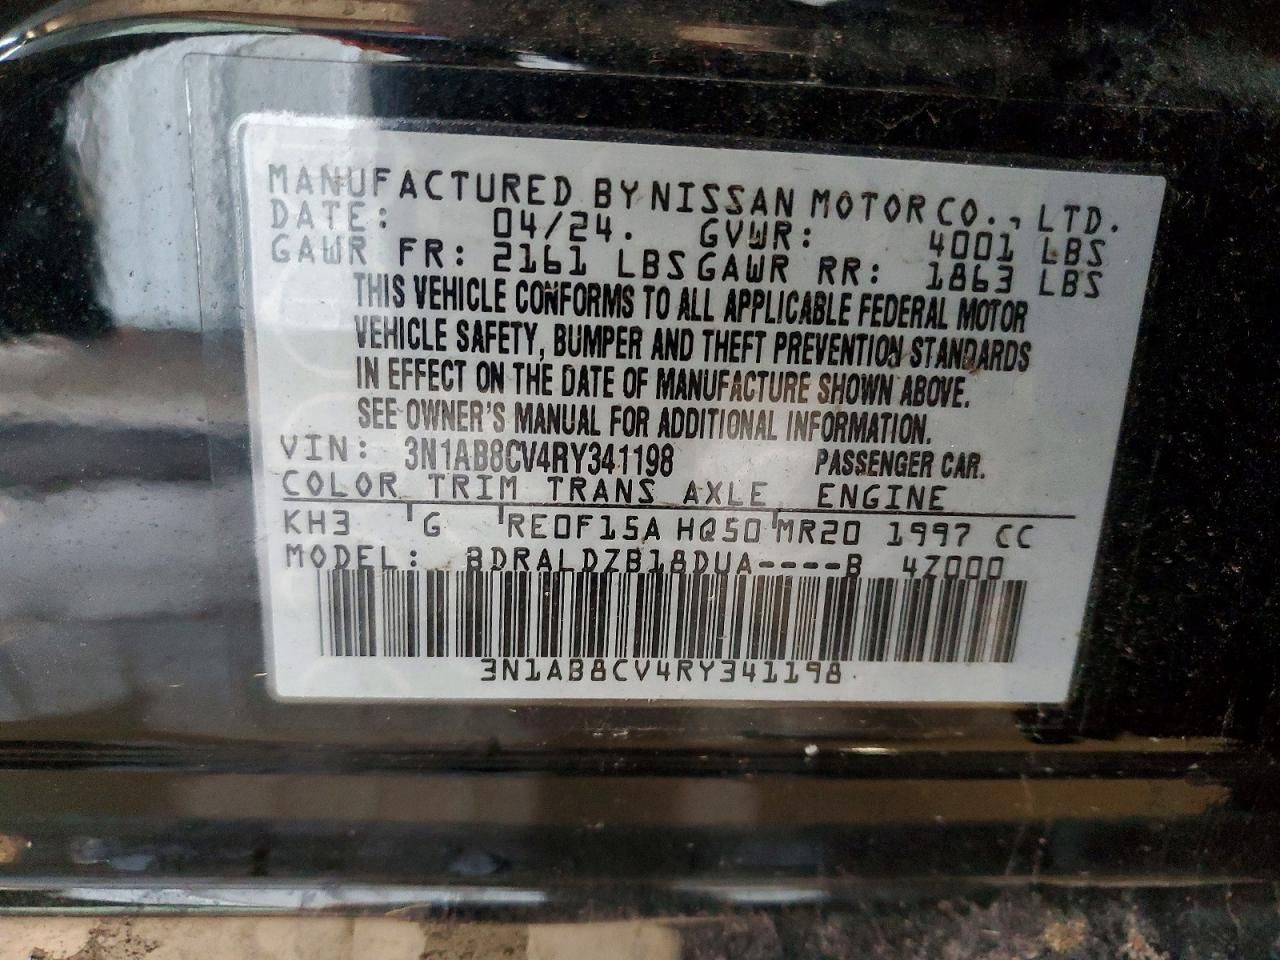 MANUFACTURED BY NISSAN MOTOR CO., LTD.
DATE: 04/24. GVWR: 4001 LBS
GAWR FR: 2161 LBS GAWR RR: 1863 LBS
THIS VEHICLE CONFORMS TO ALL APPLICABLE FEDERAL MOTOR
VEHICLE SAFETY, BUMPER AND THEFT PREVENTION STANDARDS
IN EFFECT ON THE DATE OF MANUFACTURE SHOWN ABOVE.
SEE OWNER'S MANUAL FOR ADDITIONAL INFORMATION.
VIN: 3N1AB8CV4RY341198 PASSENGER CAR.
COLOR TRIM TRANS AXLE ENGINE
KH3 G RE0F15A HQ50 MR20 1997 CC
MODEL: BDRALDZB18DUA----B 4Z000
3N1AB8CV4RY341198